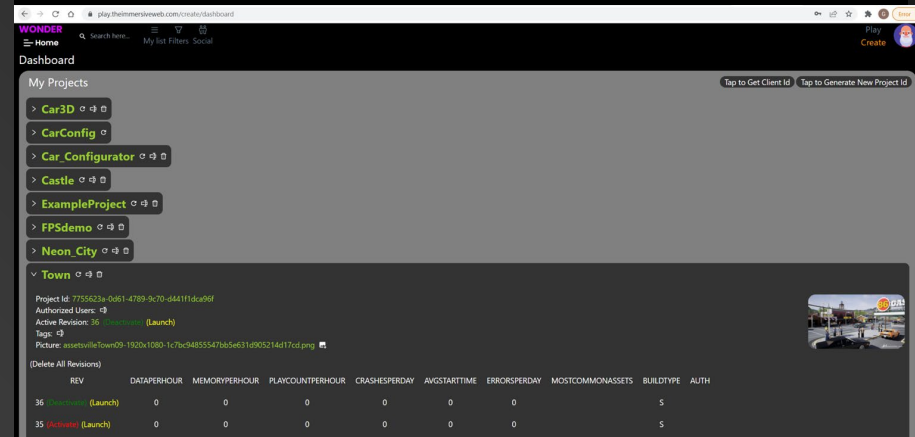 play.theimmersiveweb.com/create/dashboard
Error
WONDER
Home
Search here...
My list Filters Social
Play
Create
Dashboard
My Projects
Tap to Get Client Id
Tap to Generate New Project Id
Car3D
CarConfig
Car_Configurator
Castle
ExampleProject
FPSdemo
Neon_City
Town
Project Id: 7755623a-0d61-4789-9c70-d441f1dca96f
Authorized Users:
Active Revision: 36 (Deactivate) (Launch)
Tags:
Picture: assetsvilleTown09-1920x1080-1c7bc94855547bb5e631d905214d17cd.png
(Delete All Revisions)
REV DATAPERHOUR MEMORYPERHOUR PLAYCOUNTPERHOUR CRASHESPERDAY AVGSTARTTIME ERRORSPERDAY MOSTCOMMONASSETS BUILDTYPE AUTH
36 (Deactivate) (Launch) 0 0 0 0 0 0 S
35 (Activate) (Launch) 0 0 0 0 0 0 S